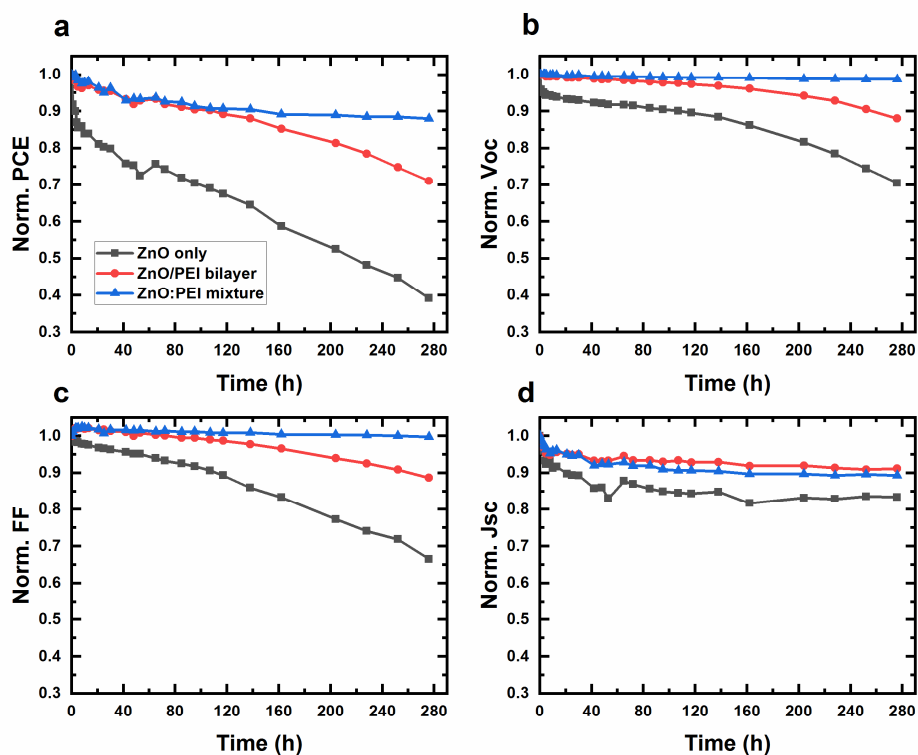 a
Norm. PCE
1.0
0.9
0.8
0.7
0.6
0.5
0.4
0.3
ZnO only
ZnO/PEI bilayer
ZnO:PEI mixture
0 40 80 120 160 200 240 280
Time (h)
b
Norm. Voc
1.0
0.9
0.8
0.7
0.6
0.5
0.4
0.3
0 40 80 120 160 200 240 280
Time (h)
c
Norm. FF
1.0
0.9
0.8
0.7
0.6
0.5
0.4
0.3
0 40 80 120 160 200 240 280
Time (h)
d
Norm. Jsc
1.0
0.9
0.8
0.7
0.6
0.5
0.4
0.3
0 40 80 120 160 200 240 280
Time (h)